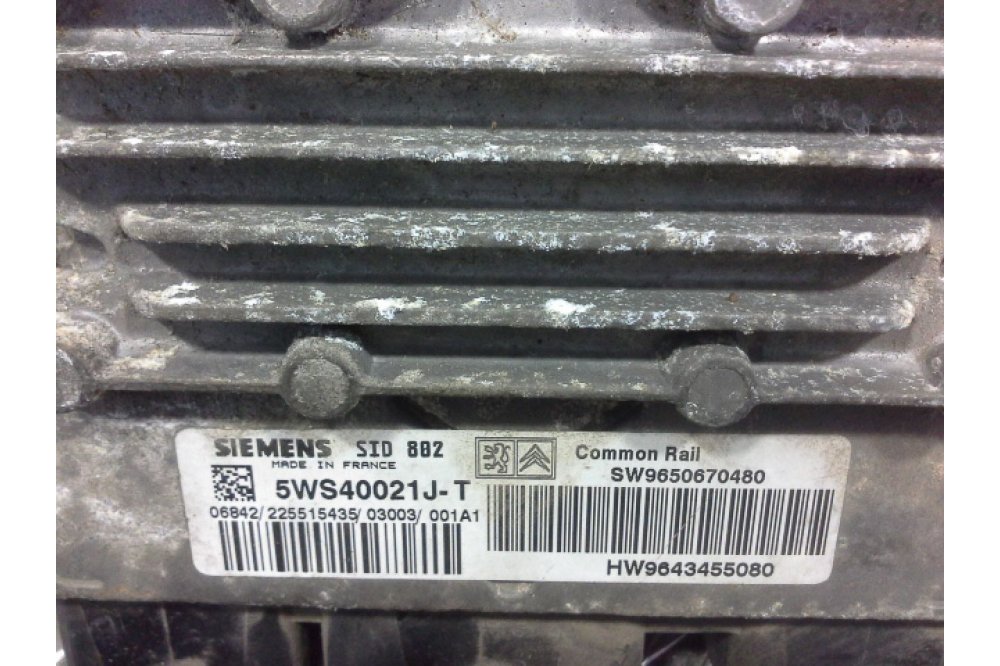 SIEMENS SID 802
MADE IN FRANCE
5WS40021J-T
06842/225515435/03003/001A1
Common Rail
SW9650670480
HW9643455080